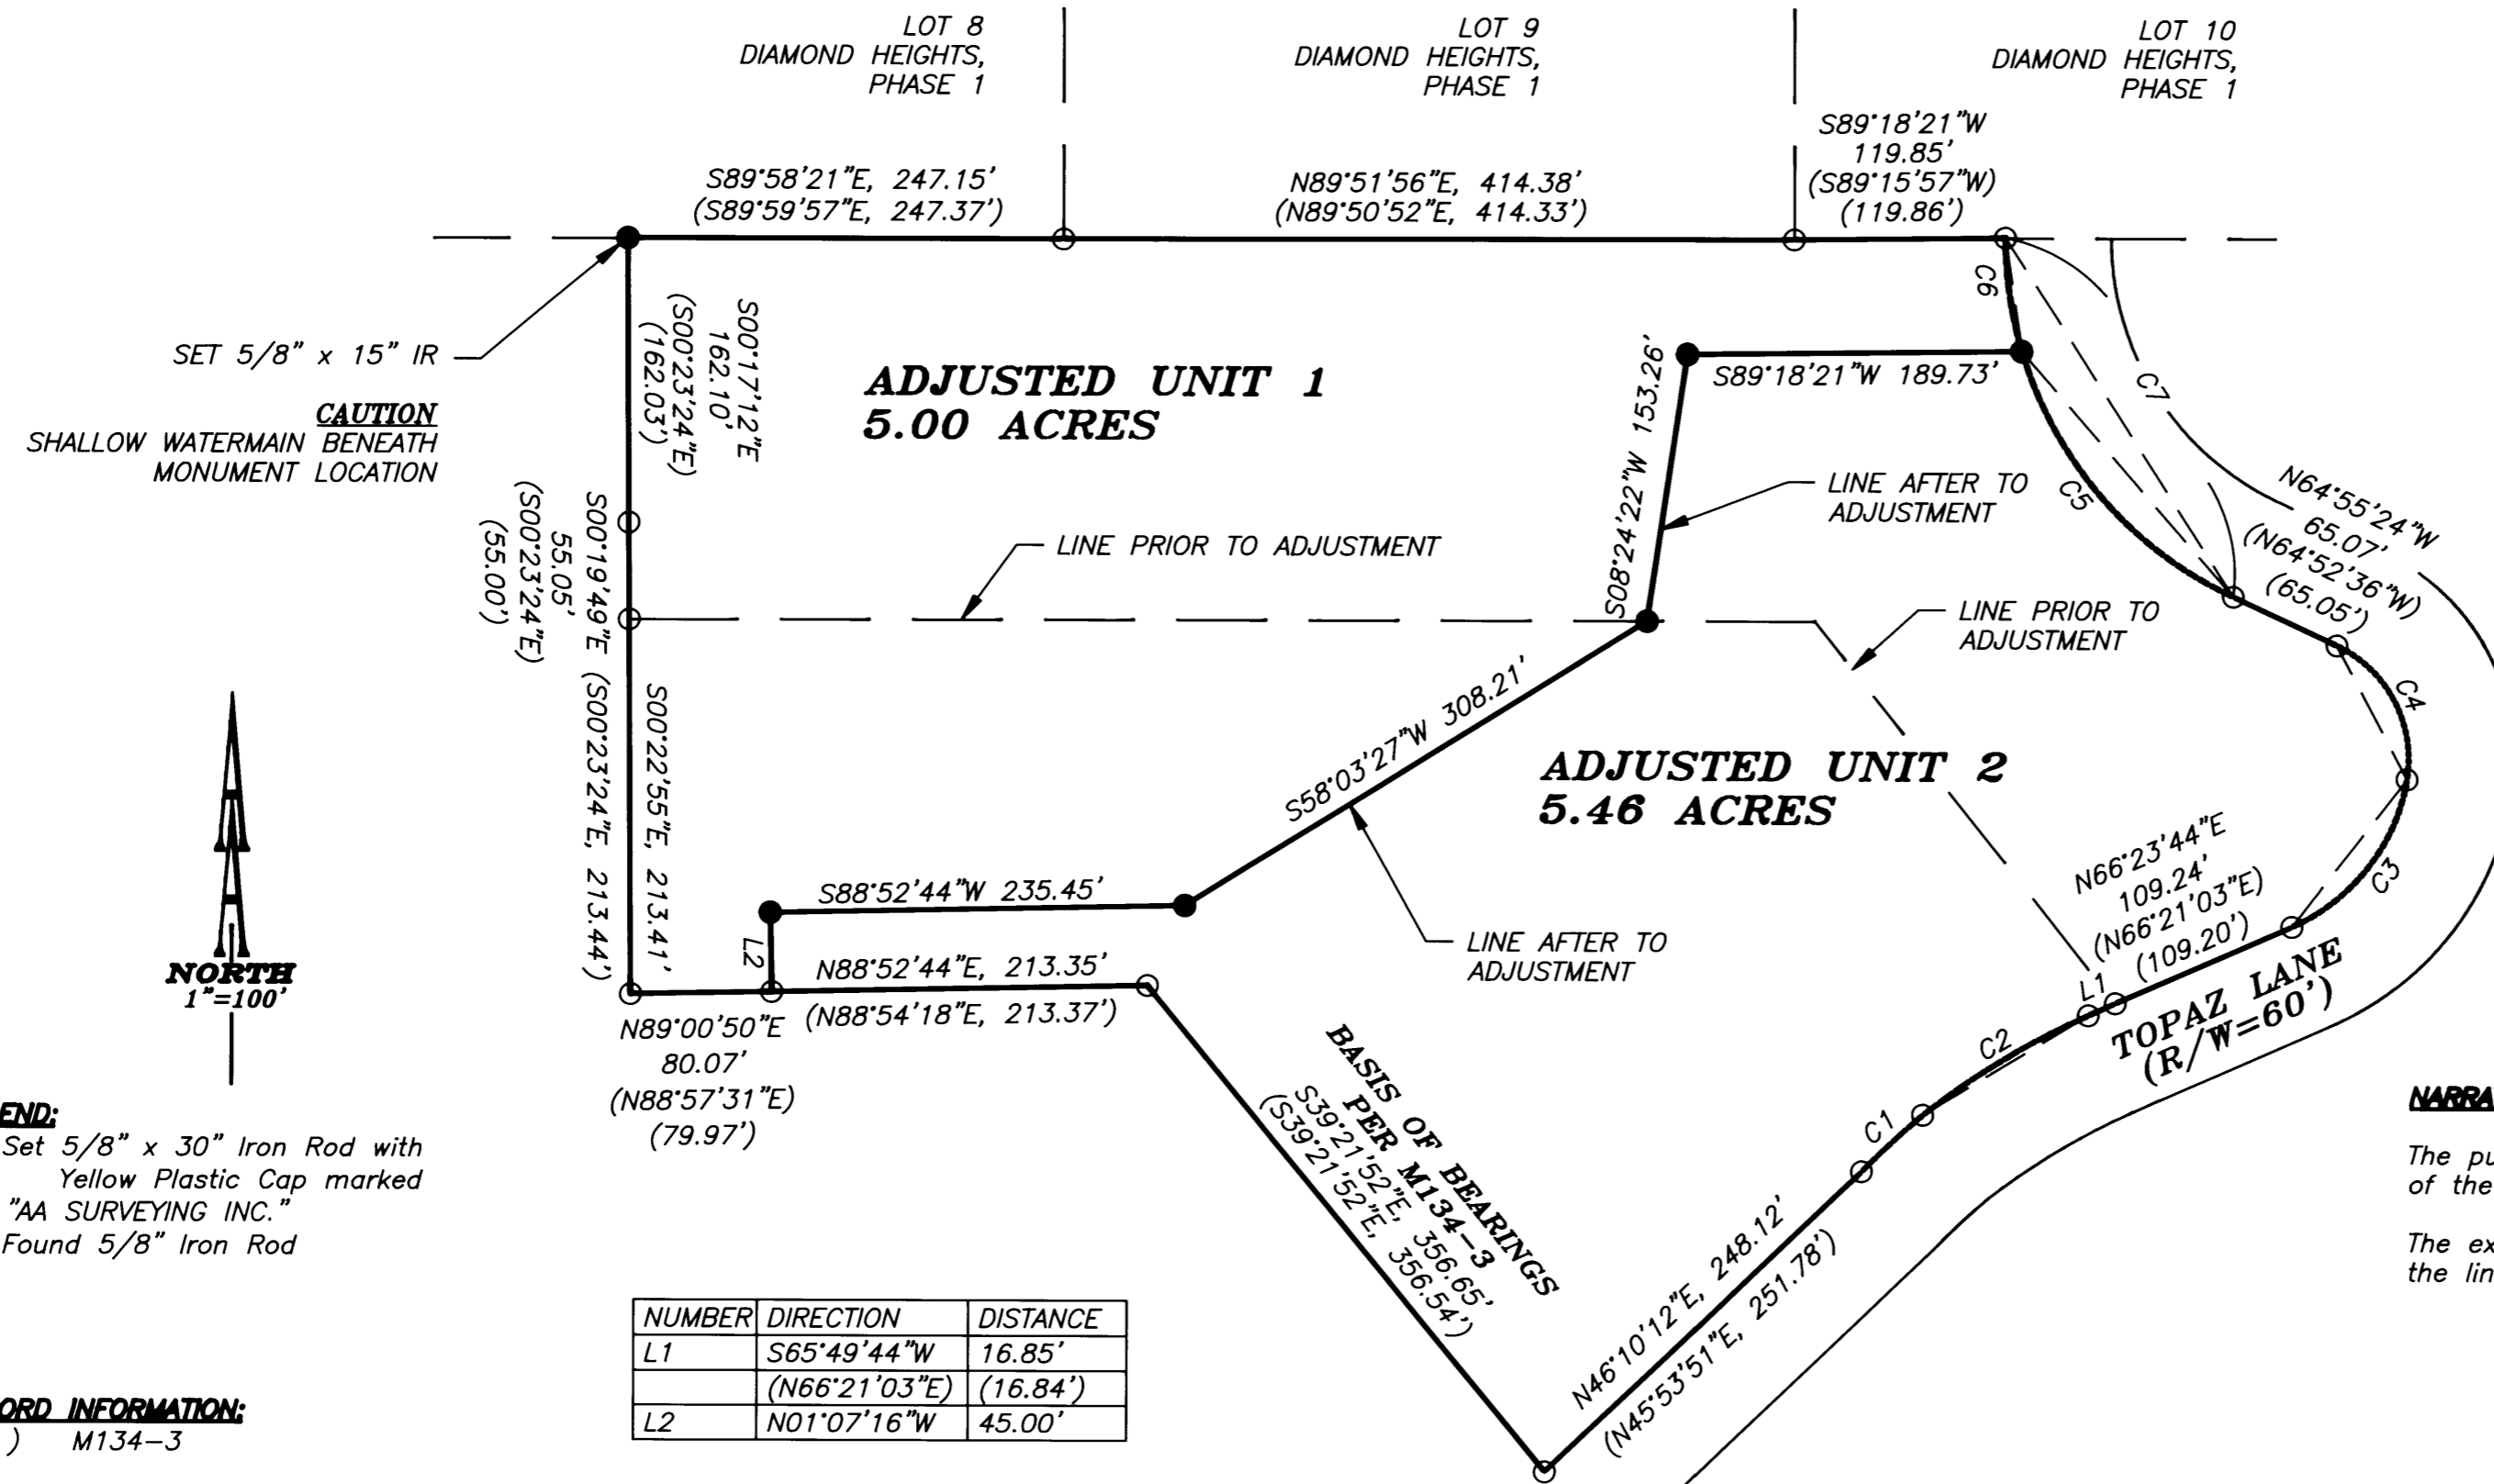 LOT 8
DIAMOND HEIGHTS,
PHASE 1
LOT 9
DIAMOND HEIGHTS,
PHASE 1
LOT 10
DIAMOND HEIGHTS,
PHASE 1
S89°58'21"E, 247.15'
(S89°59'57"E, 247.37')
N89°51'56"E, 414.38'
(N89°50'52"E, 414.33')
S89°18'21"W
119.85'
(S89°15'57"W)
(119.86')
SET 5/8" x 15" IR
CAUTION
SHALLOW WATERMAIN BENEATH
MONUMENT LOCATION
S00°17'12"E
162.10'
(S00°23'24"E)
(162.03')
ADJUSTED UNIT 1
5.00 ACRES
S08°24'22"W 153.26'
S89°18'21"W 189.73'
C6
C7
C5
LINE AFTER TO
ADJUSTMENT
N64°55'24"W
65.07'
(N64°52'36"W)
(65.05')
S00°19'49"E
55.05'
(S00°23'24"E)
(55.00')
LINE PRIOR TO ADJUSTMENT
LINE PRIOR TO
ADJUSTMENT
S00°22'55"E, 213.41'
(S00°23'24"E, 213.44')
S58°03'27"W 308.21'
ADJUSTED UNIT 2
5.46 ACRES
C4
C3
N66°23'44"E
109.24'
(N66°21'03"E)
(109.20')
L1
TOPAZ LANE
(R/W=60')
C2
C1
S88°52'44"W 235.45'
L2
LINE AFTER TO
ADJUSTMENT
N88°52'44"E, 213.35'
(N88°54'18"E, 213.37')
N89°00'50"E
80.07'
(N88°57'31"E)
(79.97')
NORTH
1"=100'
BASIS OF BEARINGS
PER M134-3
S39°21'52"E, 356.65'
(S39°21'52"E, 356.54')
N46°10'12"E, 248.12'
(N45°53'51"E, 251.78')
END:
Set 5/8" x 30" Iron Rod with
Yellow Plastic Cap marked
"AA SURVEYING INC."
Found 5/8" Iron Rod
ORD INFORMATION:
) M134-3
NUMBER DIRECTION DISTANCE
L1 S65°49'44"W 16.85'
(N66°21'03"E) (16.84')
L2 N01°07'16"W 45.00'
NARRA
The pu
of the
The ex
the lin